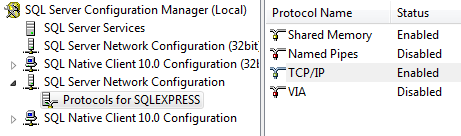 SQL Server Configuration Manager (Local)
SQL Server Services
SQL Server Network Configuration (32bit)
SQL Native Client 10.0 Configuration (32bit
SQL Server Network Configuration
Protocols for SQLEXPRESS
SQL Native Client 10.0 Configuration
Protocol Name Status
Shared Memory Enabled
Named Pipes Disabled
TCP/IP Enabled
VIA Disabled